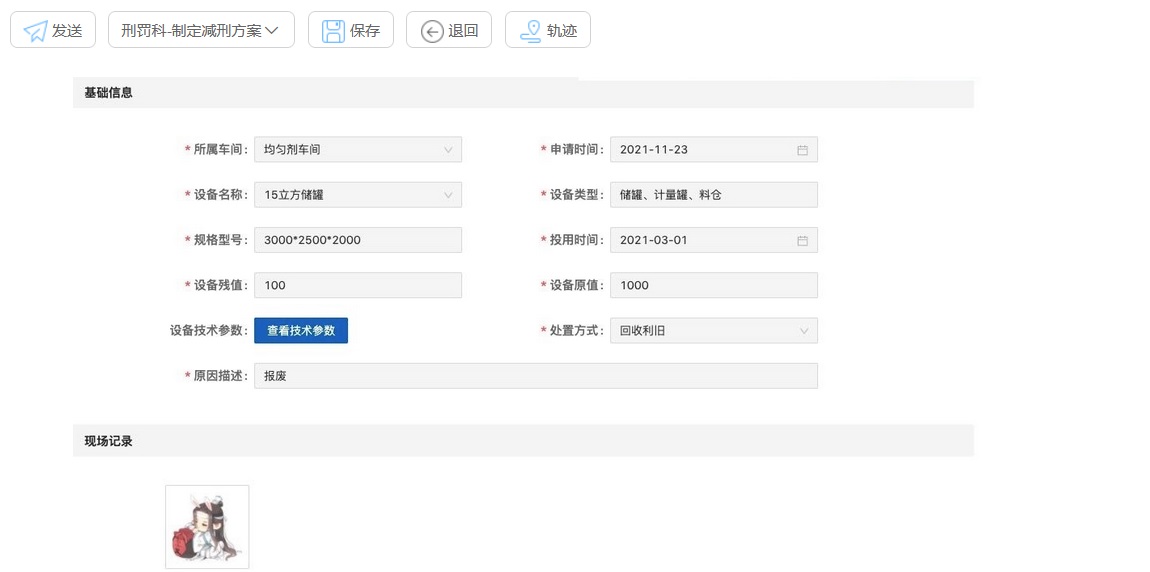 发送 刑罚科-制定减刑方案 保存 退回 轨迹
基础信息
* 所属车间： 均匀剂车间 * 申请时间： 2021-11-23
* 设备名称： 15立方储罐 * 设备类型： 储罐、计量罐、料仓
* 规格型号： 3000*2500*2000 * 投用时间： 2021-03-01
* 设备残值： 100 * 设备原值： 1000
设备技术参数： 查看技术参数 * 处置方式： 回收利旧
* 原因描述： 报废
现场记录